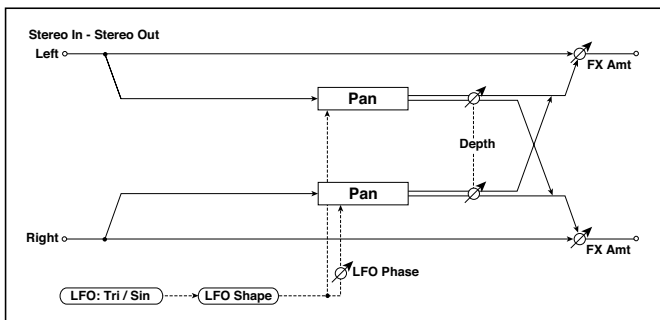 Stereo In - Stereo Out
Left
FX Amt
Pan
Depth
Pan
Right
FX Amt
LFO Phase
LFO: Tri / Sin
LFO Shape